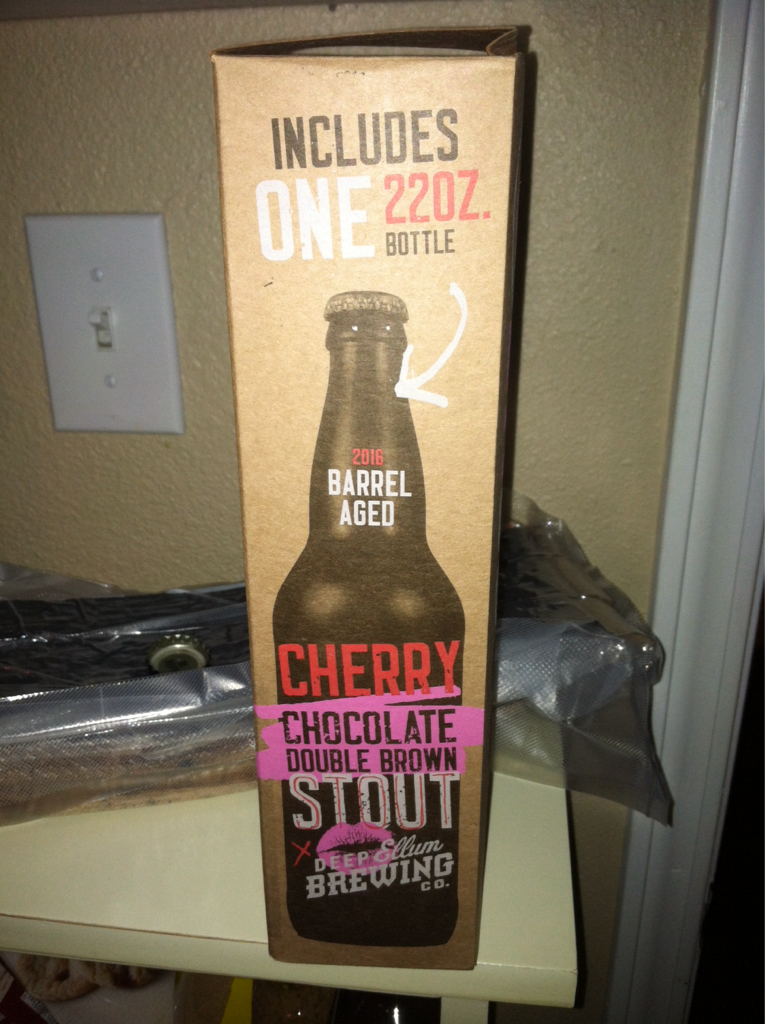 INCLUDES
ONE 22OZ.
BOTTLE
2016
BARREL
AGED
CHERRY
CHOCOLATE
DOUBLE BROWN
STOUT
X DEEP Ellum
BREWING
CO.